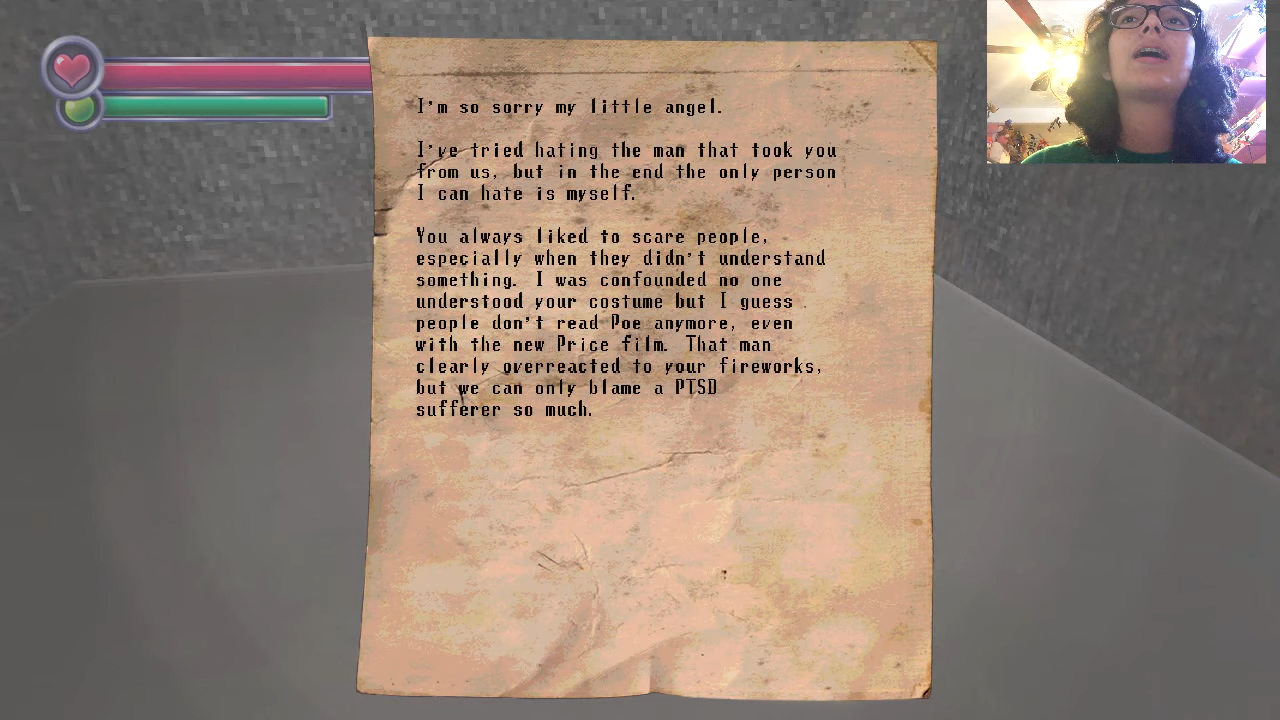 I'm so sorry my little angel.
I've tried hating the man that took you
from us, but in the end the only person
I can hate is myself.
You always liked to scare people,
especially when they didn't understand
something.  I was confounded no one
understood your costume but I guess
people don't read Poe anymore, even
with the new Price film.  That man
clearly overreacted to your fireworks,
but we can only blame a PTSD
sufferer so much.